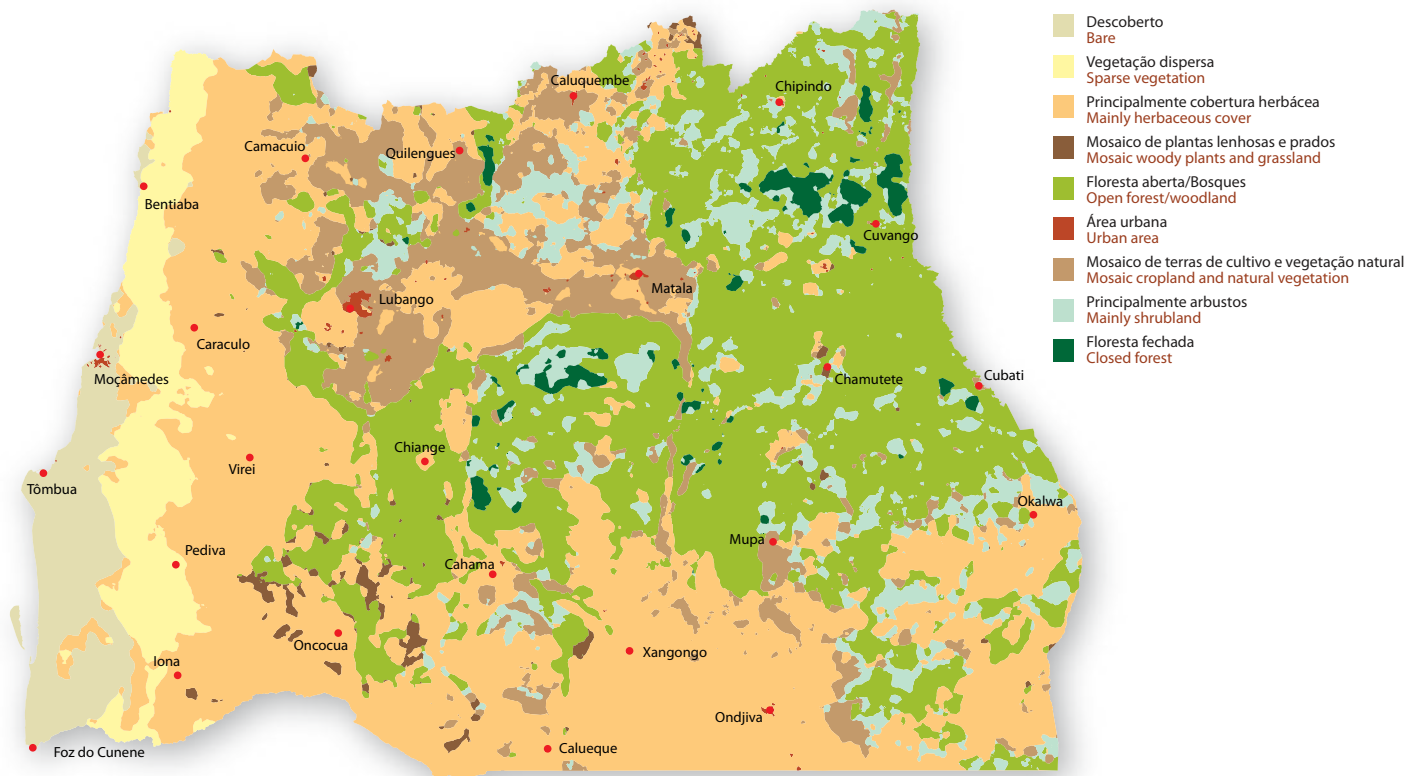 Descoberto
Bare
Vegetação dispersa
Sparse vegetation
Principalmente cobertura herbácea
Mainly herbaceous cover
Mosaico de plantas lenhosas e prados
Mosaic woody plants and grassland
Floresta aberta/Bosques
Open forest/woodland
Área urbana
Urban area
Mosaico de terras de cultivo e vegetação natural
Mosaic cropland and natural vegetation
Principalmente arbustos
Mainly shrubland
Floresta fechada
Closed forest
Caluquembe
Chipindo
Camacuio
Quilengues
Bentiaba
Cuvango
Matala
Lubango
Caraculo
Moçâmedes
Chamutete
Cubati
Chiange
Virei
Tômbua
Okalwa
Mupa
Pediva
Cahama
Oncocua
Xangongo
Iona
Ondjiva
Foz do Cunene
Calueque